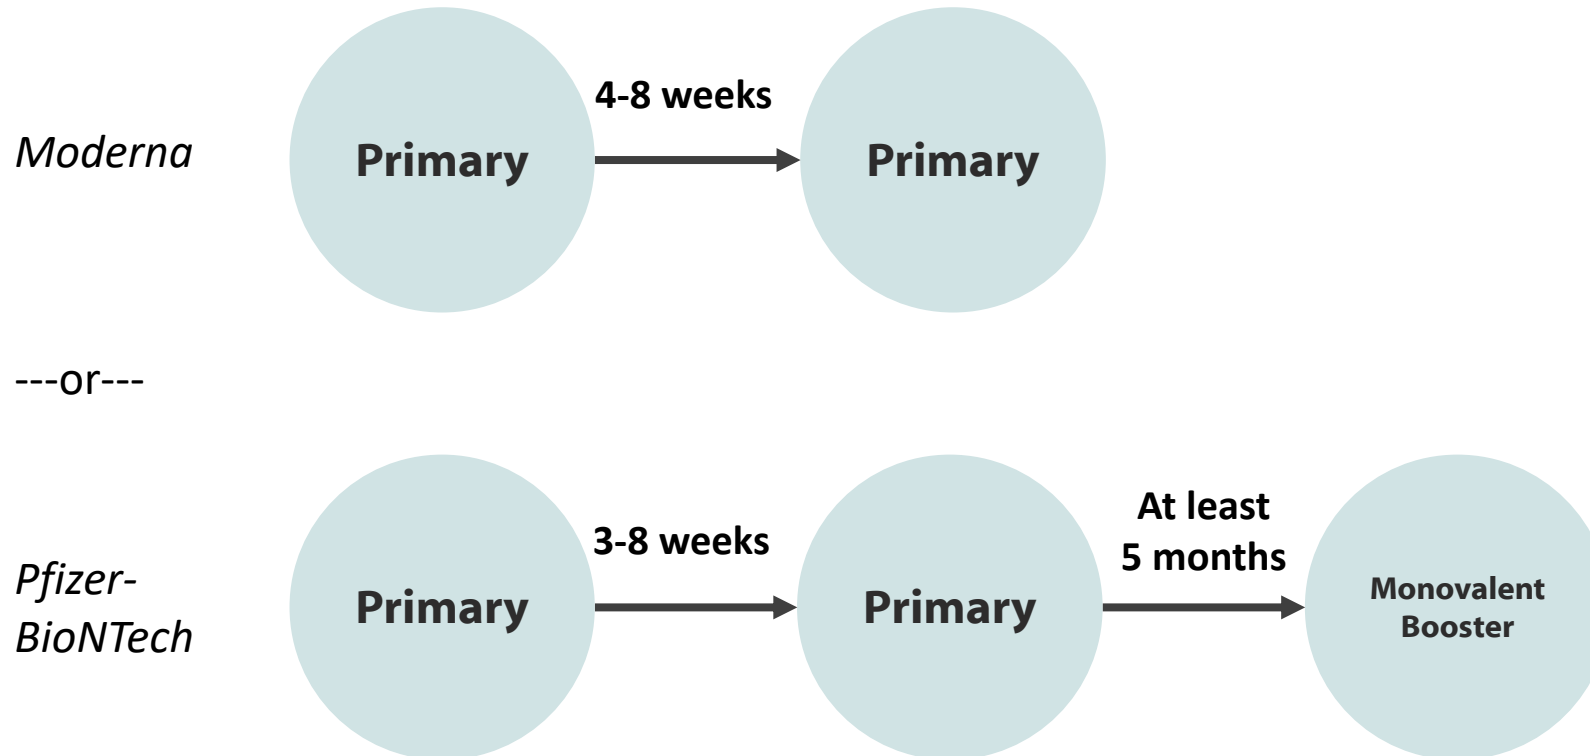 4-8 weeks
Moderna
Primary
Primary
---or---
3-8 weeks
At least
5 months
Pfizer-
BioNTech
Primary
Primary
Monovalent
Booster